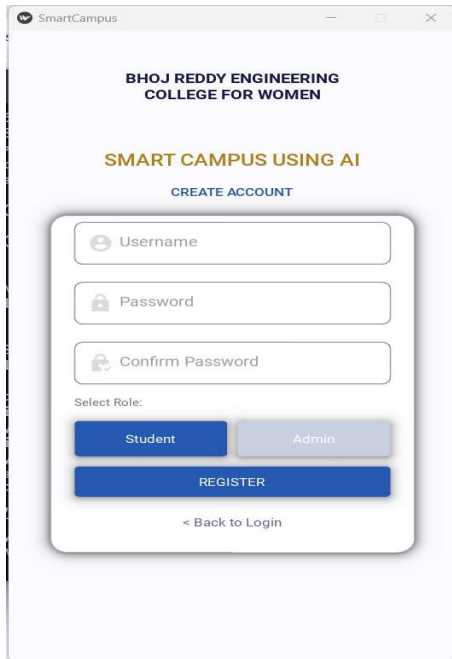 SmartCampus
BHOJ REDDY ENGINEERING
COLLEGE FOR WOMEN
SMART CAMPUS USING AI
CREATE ACCOUNT
Username
Password
Confirm Password
Select Role:
Student Admin
REGISTER
< Back to Login